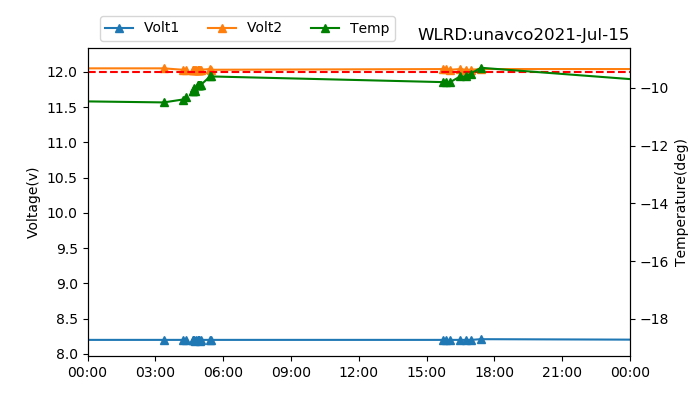 Volt1 Volt2 Temp
WLRD:unavco2021-Jul-15
Voltage(v)
12.0
11.5
11.0
10.5
10.0
9.5
9.0
8.5
8.0
Temperature(deg)
−10
−12
−14
−16
−18
00:00 03:00 06:00 09:00 12:00 15:00 18:00 21:00 00:00